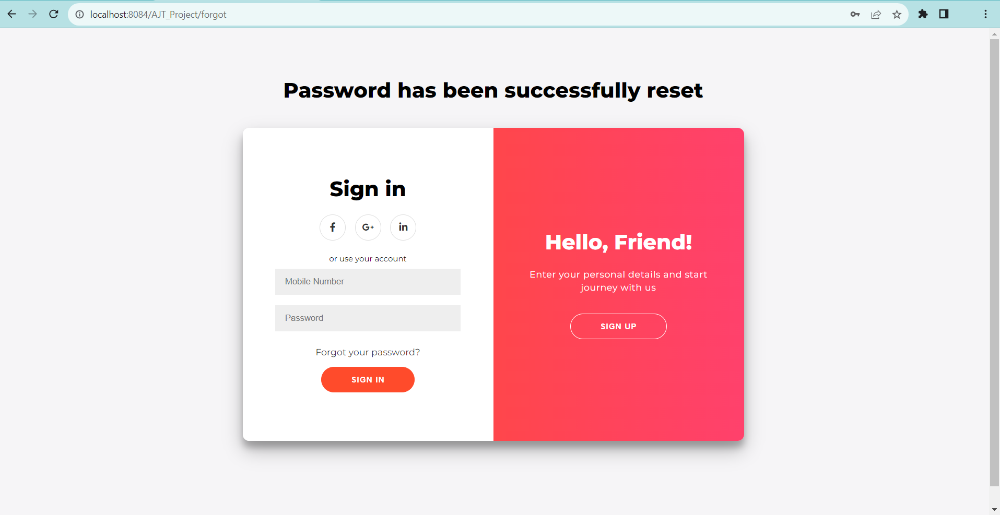 localhost:8084/AJT_Project/forgot
Password has been successfully reset
Sign in
f G+ in
or use your account
Mobile Number
Password
Forgot your password?
SIGN IN
Hello, Friend!
Enter your personal details and start
journey with us
SIGN UP